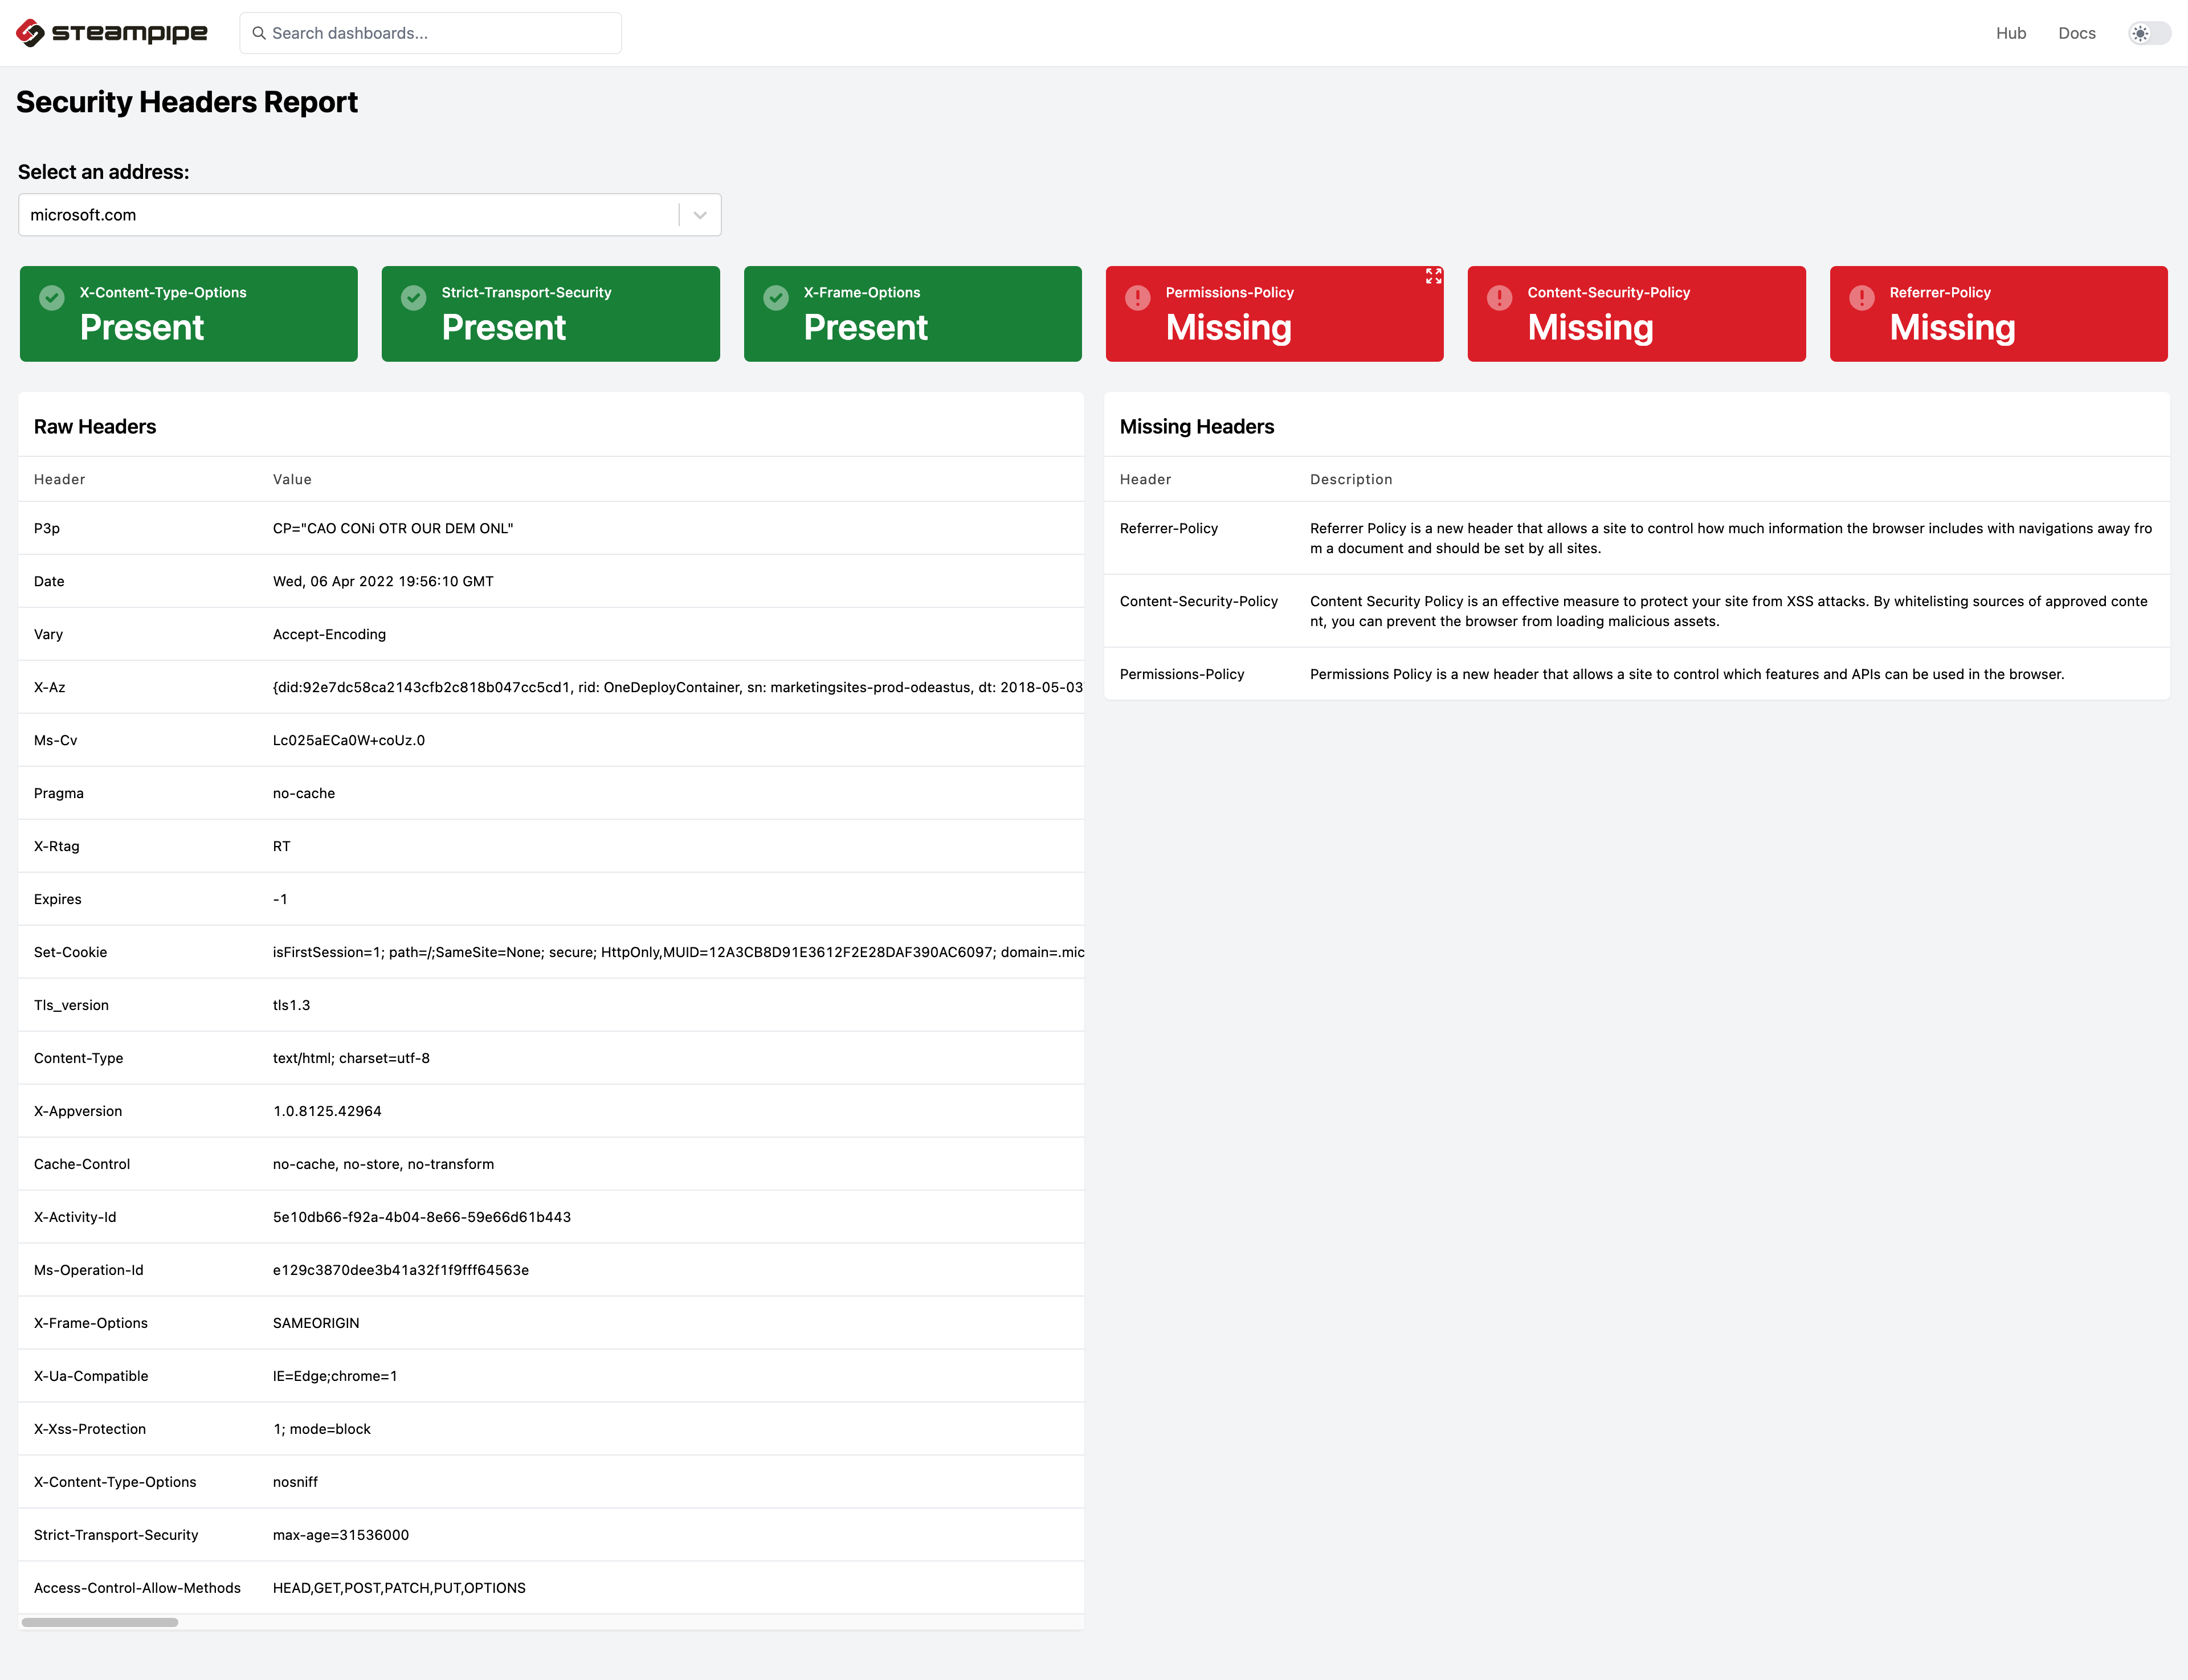 steampipe
Search dashboards...
Hub
Docs
Security Headers Report
Select an address:
microsoft.com
X-Content-Type-Options
Present
Strict-Transport-Security
Present
X-Frame-Options
Present
Permissions-Policy
Missing
Content-Security-Policy
Missing
Referrer-Policy
Missing
Raw Headers
Header Value
P3p CP="CAO CONi OTR OUR DEM ONL"
Date Wed, 06 Apr 2022 19:56:10 GMT
Vary Accept-Encoding
X-Az {did:92e7dc58ca2143cfb2c818b047cc5cd1, rid: OneDeployContainer, sn: marketingsites-prod-odeastus, dt: 2018-05-03
Ms-Cv Lc025aECa0W+coUz.0
Pragma no-cache
X-Rtag RT
Expires -1
Set-Cookie isFirstSession=1; path=/;SameSite=None; secure; HttpOnly,MUID=12A3CB8D91E3612F2E28DAF390AC6097; domain=.mic
Tls_version tls1.3
Content-Type text/html; charset=utf-8
X-Appversion 1.0.8125.42964
Cache-Control no-cache, no-store, no-transform
X-Activity-Id 5e10db66-f92a-4b04-8e66-59e66d61b443
Ms-Operation-Id e129c3870dee3b41a32f1f9fff64563e
X-Frame-Options SAMEORIGIN
X-Ua-Compatible IE=Edge;chrome=1
X-Xss-Protection 1; mode=block
X-Content-Type-Options nosniff
Strict-Transport-Security max-age=31536000
Access-Control-Allow-Methods HEAD,GET,POST,PATCH,PUT,OPTIONS
Missing Headers
Header Description
Referrer-Policy Referrer Policy is a new header that allows a site to control how much information the browser includes with navigations away fro
m a document and should be set by all sites.
Content-Security-Policy Content Security Policy is an effective measure to protect your site from XSS attacks. By whitelisting sources of approved conte
nt, you can prevent the browser from loading malicious assets.
Permissions-Policy Permissions Policy is a new header that allows a site to control which features and APIs can be used in the browser.